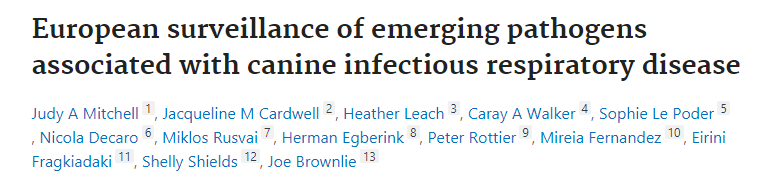 European surveillance of emerging pathogens
associated with canine infectious respiratory disease
Judy A Mitchell 1, Jacqueline M Cardwell 2, Heather Leach 3, Caray A Walker 4, Sophie Le Poder 5
, Nicola Decaro 6, Miklos Rusvai 7, Herman Egberink 8, Peter Rottier 9, Mireia Fernandez 10, Eirini
Fragkiadaki 11, Shelly Shields 12, Joe Brownlie 13